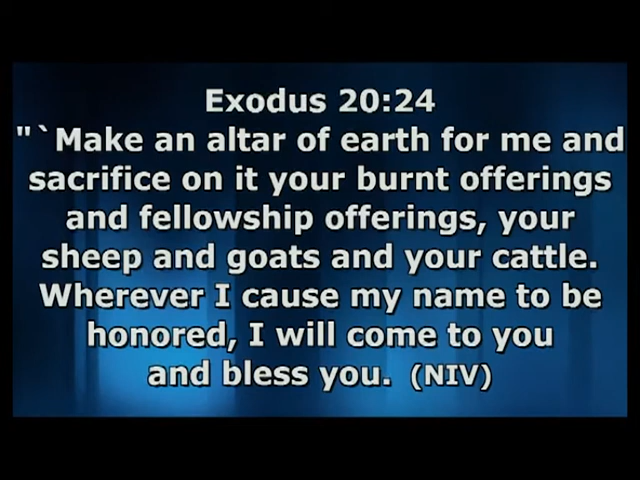 Exodus 20:24
"`Make an altar of earth for me and
sacrifice on it your burnt offerings
and fellowship offerings, your
sheep and goats and your cattle.
Wherever I cause my name to be
honored, I will come to you
and bless you. (NIV)